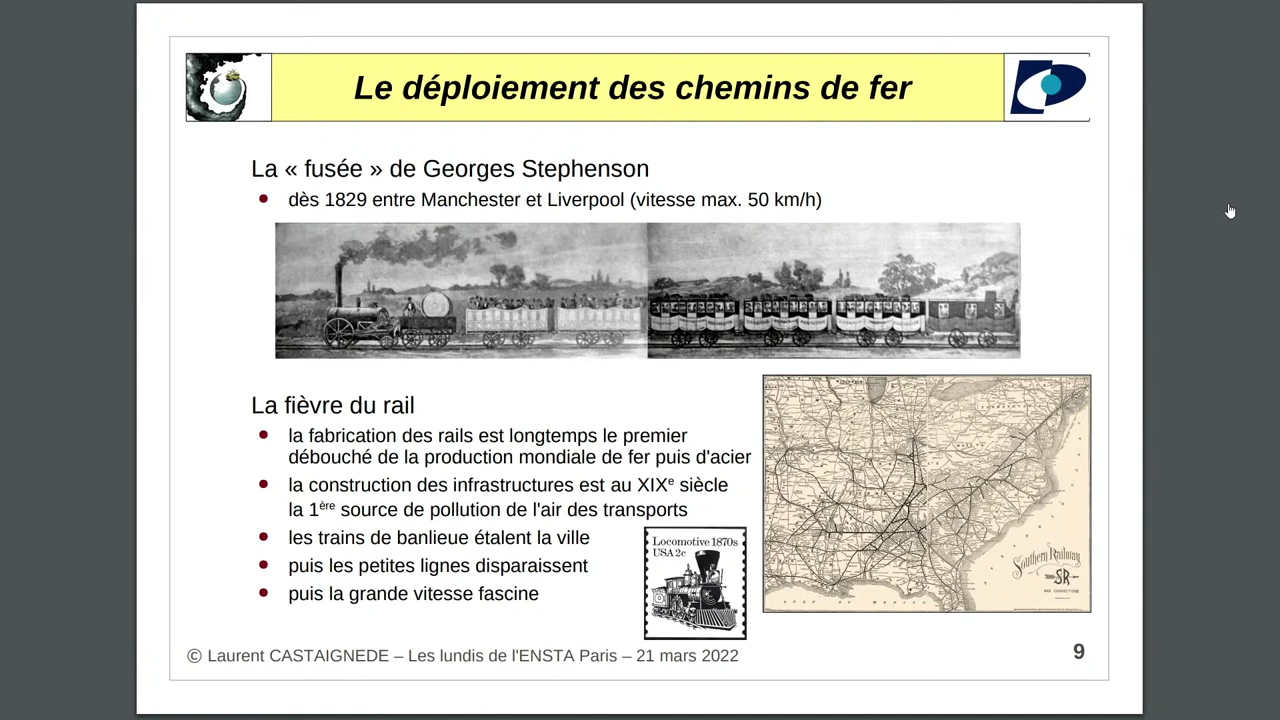 Le déploiement des chemins de fer
La « fusée » de Georges Stephenson
dès 1829 entre Manchester et Liverpool (vitesse max. 50 km/h)
La fièvre du rail
la fabrication des rails est longtemps le premier
débouché de la production mondiale de fer puis d'acier
la construction des infrastructures est au XIXᵉ siècle
la 1ère source de pollution de l'air des transports
les trains de banlieue étalent la ville
puis les petites lignes disparaissent
puis la grande vitesse fascine
Locomotive 1870s
USA 2c
Southern Railway
SR
AND CONNECTIONS
© Laurent CASTAIGNEDE – Les lundis de l'ENSTA Paris – 21 mars 2022
9